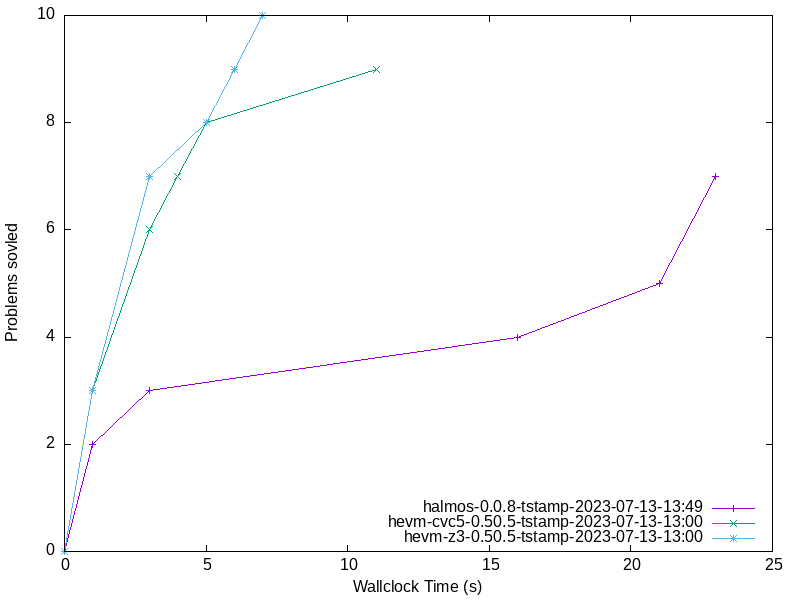 10
8
6
4
2
0
Problems sovled
halmos-0.0.8-tstamp-2023-07-13-13:49
hevm-cvc5-0.50.5-tstamp-2023-07-13-13:00
hevm-z3-0.50.5-tstamp-2023-07-13-13:00
0 5 10 15 20 25
Wallclock Time (s)